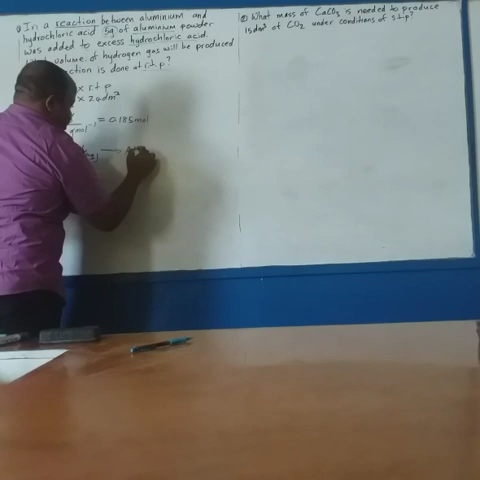 ① In a reaction between aluminium and
hydrochloric acid 5g of aluminium powder
was added to excess hydrochloric acid.
volume of hydrogen gas will be produced
is done at r.t.p?
x r.t.p
x 24dm³
gmol⁻¹ = 0.185mol
② What mass of CaCO₃ is needed to produce
15dm³ of CO₂ under conditions of s.t.p?